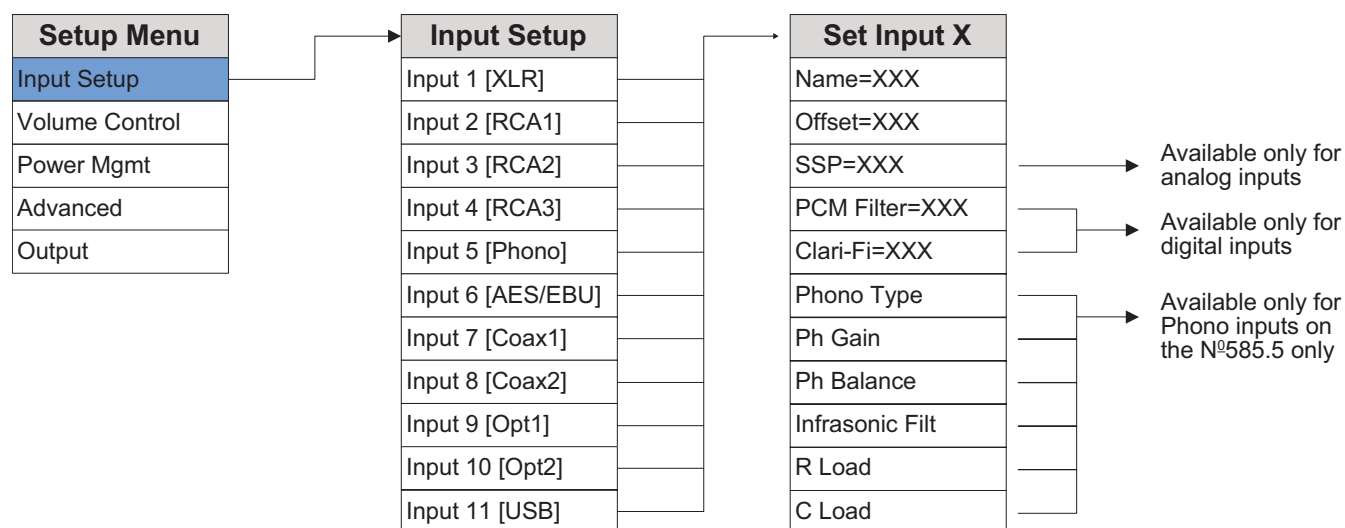 Setup Menu
Input Setup
Volume Control
Power Mgmt
Advanced
Output
Input Setup
Input 1 [XLR]
Input 2 [RCA1]
Input 3 [RCA2]
Input 4 [RCA3]
Input 5 [Phono]
Input 6 [AES/EBU]
Input 7 [Coax1]
Input 8 [Coax2]
Input 9 [Opt1]
Input 10 [Opt2]
Input 11 [USB]
Set Input X
Name=XXX
Offset=XXX
SSP=XXX
PCM Filter=XXX
Clari-Fi=XXX
Phono Type
Ph Gain
Ph Balance
Infrasonic Filt
R Load
C Load
Available only for
analog inputs
Available only for
digital inputs
Available only for
Phono inputs on
the Nº585.5 only